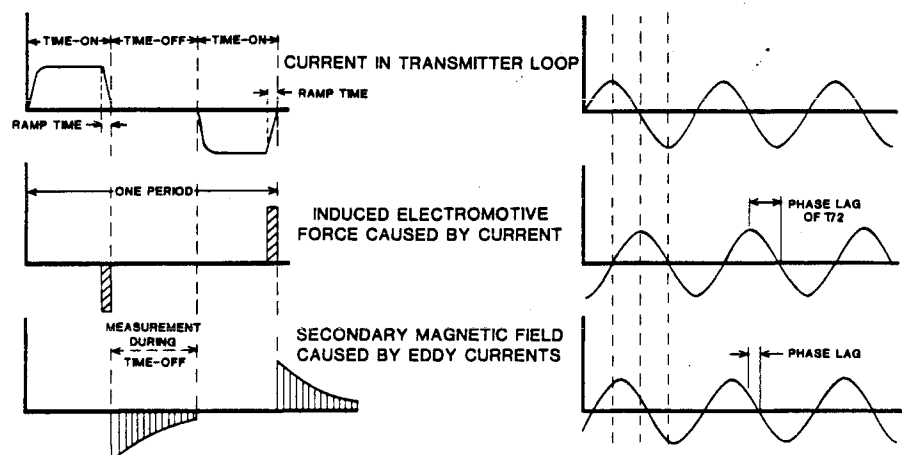 TIME-ON
TIME-OFF
TIME-ON
CURRENT IN TRANSMITTER LOOP
RAMP TIME
RAMP TIME
ONE PERIOD
INDUCED ELECTROMOTIVE
FORCE CAUSED BY CURRENT
PHASE LAG
OF T/2
MEASUREMENT
DURING
TIME-OFF
SECONDARY MAGNETIC FIELD
CAUSED BY EDDY CURRENTS
PHASE LAG